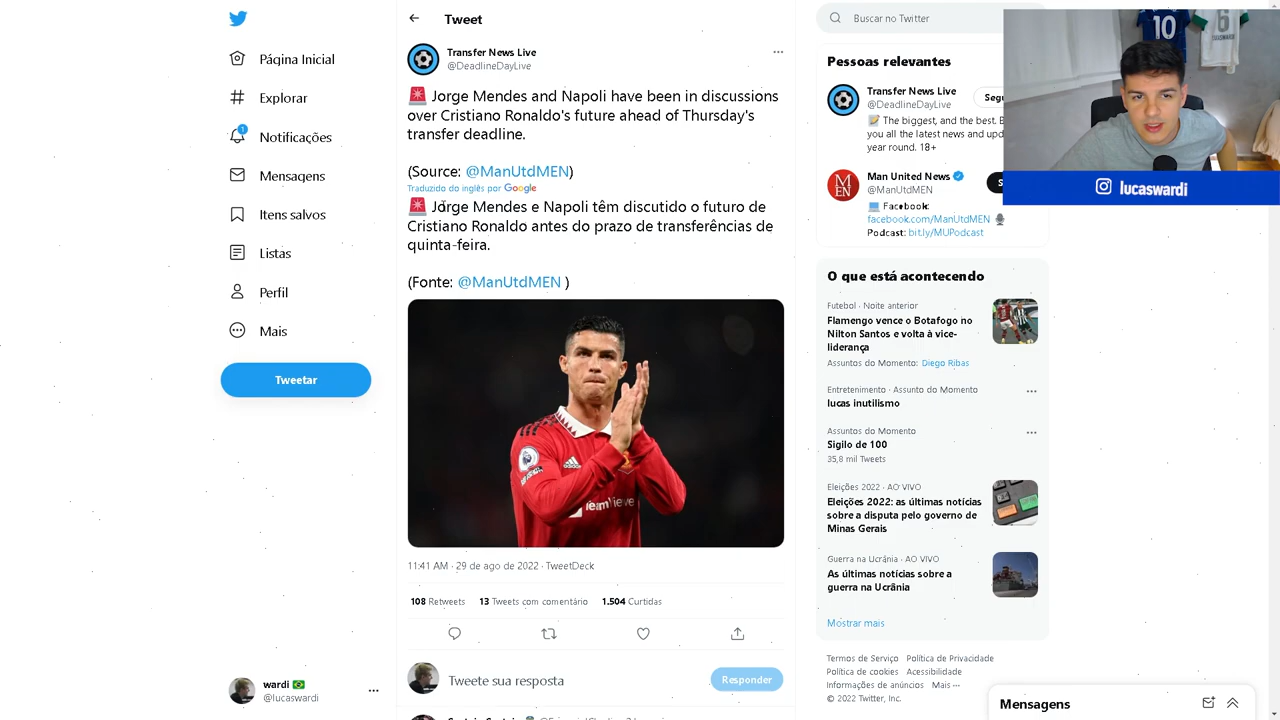 Página Inicial
Explorar
1
Notificações
Mensagens
Itens salvos
Listas
Perfil
Mais
Tweetar
wardi
@lucaswardi
Tweet
Transfer News Live
@DeadlineDayLive
Jorge Mendes and Napoli have been in discussions
over Cristiano Ronaldo's future ahead of Thursday's
transfer deadline.
(Source: @ManUtdMEN)
Traduzido do inglês por Google
Jorge Mendes e Napoli têm discutido o futuro de
Cristiano Ronaldo antes do prazo de transferências de
quinta-feira.
(Fonte: @ManUtdMEN )
TeamViewer
11:41 AM · 29 de ago de 2022 · TweetDeck
108 Retweets 13 Tweets com comentário 1.504 Curtidas
Tweete sua resposta
Responder
Buscar no Twitter
Pessoas relevantes
Transfer News Live
@DeadlineDayLive
Segu
The biggest, and the best. B
you all the latest news and upd
year round. 18+
Man United News
@ManUtdMEN
S
Facebook:
facebook.com/ManUtdMEN
Podcast: bit.ly/MUPodcast
O que está acontecendo
Futebol · Noite anterior
Flamengo vence o Botafogo no
Nilton Santos e volta à vice-
liderança
Assuntos do Momento: Diego Ribas
Entretenimento · Assunto do Momento
lucas inutilismo
Assuntos do Momento
Sigilo de 100
35,8 mil Tweets
Eleições 2022 · AO VIVO
Eleições 2022: as últimas notícias
sobre a disputa pelo governo de
Minas Gerais
Guerra na Ucrânia · AO VIVO
As últimas notícias sobre a
guerra na Ucrânia
Mostrar mais
Termos de Serviço Política de Privacidade
Política de cookies Acessibilidade
Informações de anúncios Mais ···
© 2022 Twitter, Inc.
Mensagens
10
6
lucaswardi